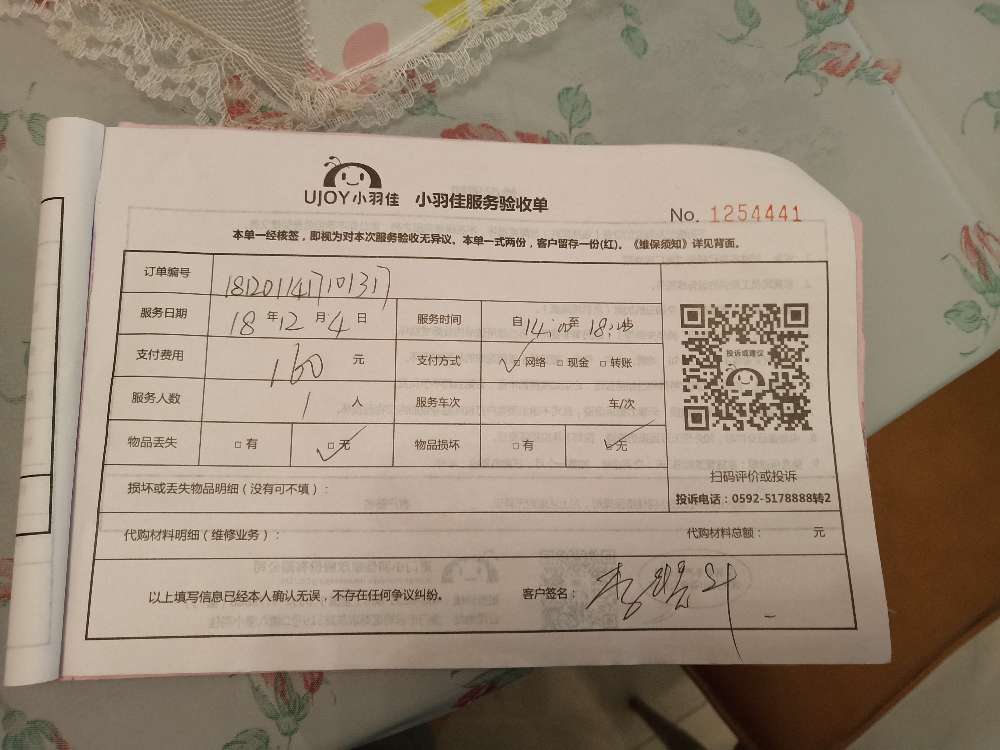 UJOY小羽佳 小羽佳服务验收单
No. 1254441
本单一经核签，即视为对本次服务验收无异议、本单一式两份，客户留存一份(红)。《维保须知》详见背面。
订单编号 1812011417101317
服务日期 18 年 12 月 4 日 服务时间 自 14:00 至 18:00
支付费用 160 元 支付方式 ✓□网络 □现金 □转账
服务人数 1 人 服务车次 车/次
物品丢失 □有 □无 物品损坏 □有 □无
投诉或建议
扫码评价或投诉
投诉电话：0592-5178888转2
损坏或丢失物品明细（没有可不填）：
代购材料明细（维修业务）： 代购材料总额： 元
以上填写信息已经本人确认无误，不存在任何争议纠纷。 客户签名：